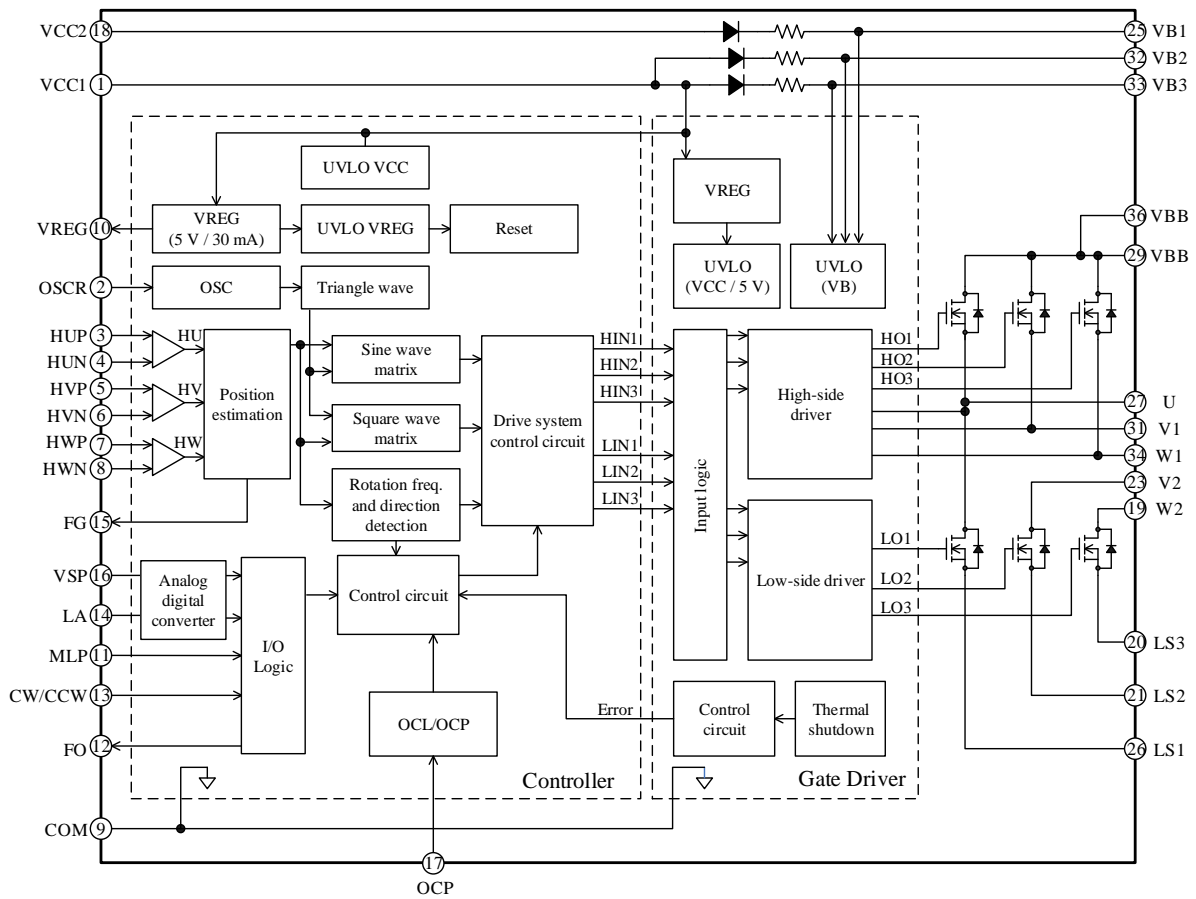 VCC2 18
25 VB1
32 VB2
VCC1 1
33 VB3
UVLO VCC
VREG
VREG 10
VREG
(5 V / 30 mA)
UVLO VREG
Reset
36 VBB
29 VBB
UVLO
(VCC / 5 V)
UVLO
(VB)
OSCR 2
OSC
Triangle wave
HUP 3
HU
HUN 4
HVP 5
HV
HVN 6
HWP 7
HW
HWN 8
Position
estimation
Sine wave
matrix
Square wave
matrix
Rotation freq.
and direction
detection
Drive system
control circuit
HIN1
HIN2
HIN3
LIN1
LIN2
LIN3
Input logic
High-side
driver
HO1
HO2
HO3
27 U
31 V1
34 W1
23 V2
19 W2
FG 15
Low-side driver
LO1
LO2
LO3
VSP 16
LA 14
Analog
digital
converter
MLP 11
CW/CCW 13
FO 12
I/O
Logic
Control circuit
OCL/OCP
Error
Control
circuit
Thermal
shutdown
20 LS3
21 LS2
26 LS1
Controller
Gate Driver
COM 9
17
OCP